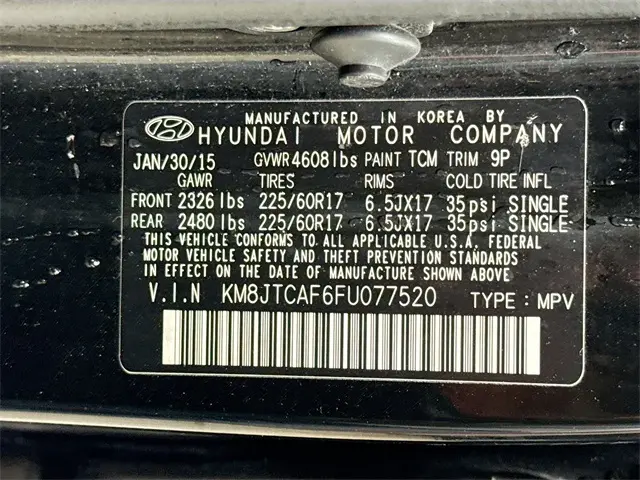 MANUFACTURED IN KOREA BY
HYUNDAI MOTOR COMPANY
JAN/30/15 GVWR 4608 lbs PAINT TCM TRIM 9P
GAWR TIRES RIMS COLD TIRE INFL
FRONT 2326 lbs 225/60R17 6.5JX17 35psi SINGLE
REAR 2480 lbs 225/60R17 6.5JX17 35psi SINGLE
THIS VEHICLE CONFORMS TO ALL APPLICABLE U.S.A. FEDERAL
MOTOR VEHICLE SAFETY AND THEFT PREVENTION STANDARDS
IN EFFECT ON THE DATE OF MANUFACTURE SHOWN ABOVE
V.I.N KM8JTCAF6FU077520 TYPE : MPV